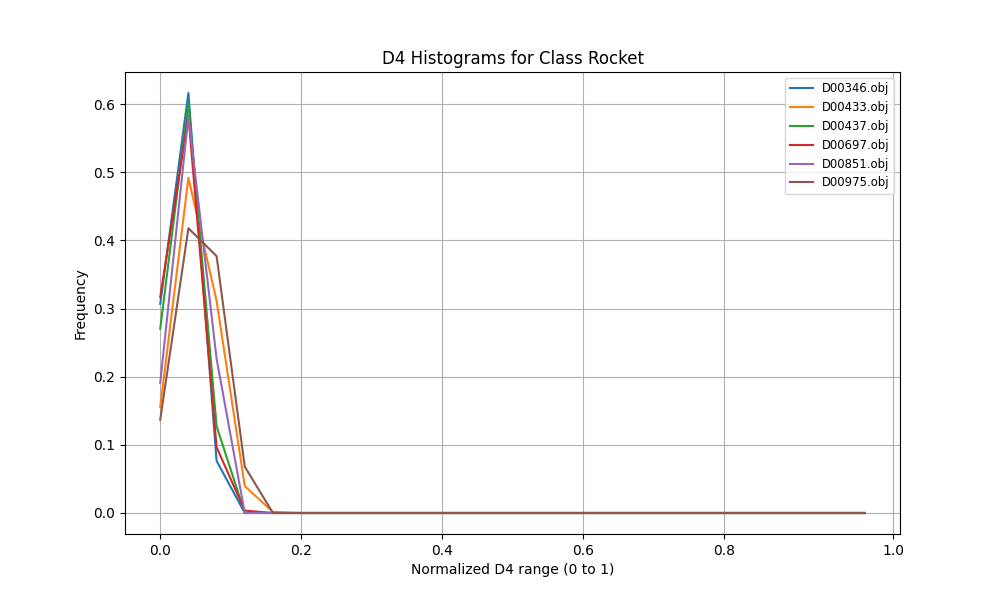 D4 Histograms for Class Rocket
D00346.obj
D00433.obj
D00437.obj
D00697.obj
D00851.obj
D00975.obj
Frequency
0.6
0.5
0.4
0.3
0.2
0.1
0.0
0.0 0.2 0.4 0.6 0.8 1.0
Normalized D4 range (0 to 1)